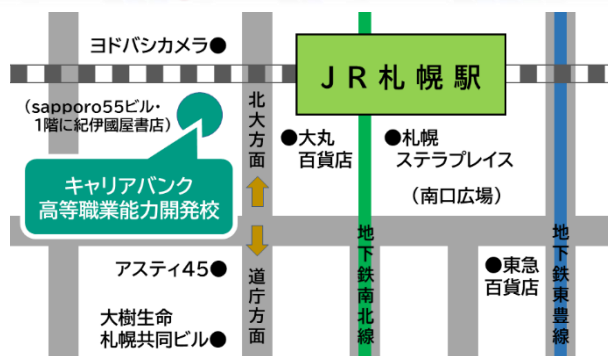 ヨドバシカメラ●
JR札幌駅
(sapporo55ビル・
1階に紀伊國屋書店)
北大方面
●大丸
百貨店
●札幌
ステラプレイス
(南口広場)
キャリアバンク
高等職業能力開発校
アスティ45●
道庁方面
地下鉄南北線
●東急
百貨店
地下鉄東豊線
大樹生命
札幌共同ビル●